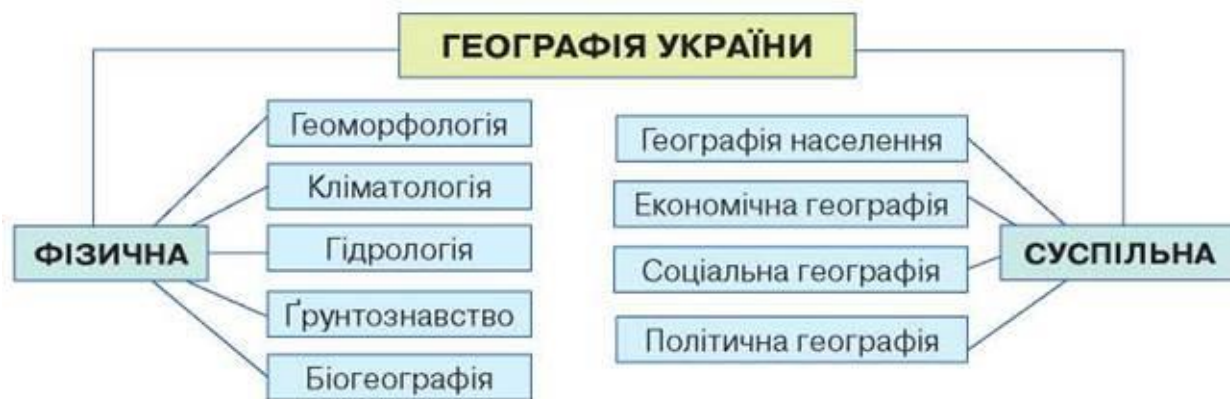 ГЕОГРАФІЯ УКРАЇНИ
ФІЗИЧНА
Геоморфологія
Кліматологія
Гідрологія
Ґрунтознавство
Біогеографія
СУСПІЛЬНА
Географія населення
Економічна географія
Соціальна географія
Політична географія